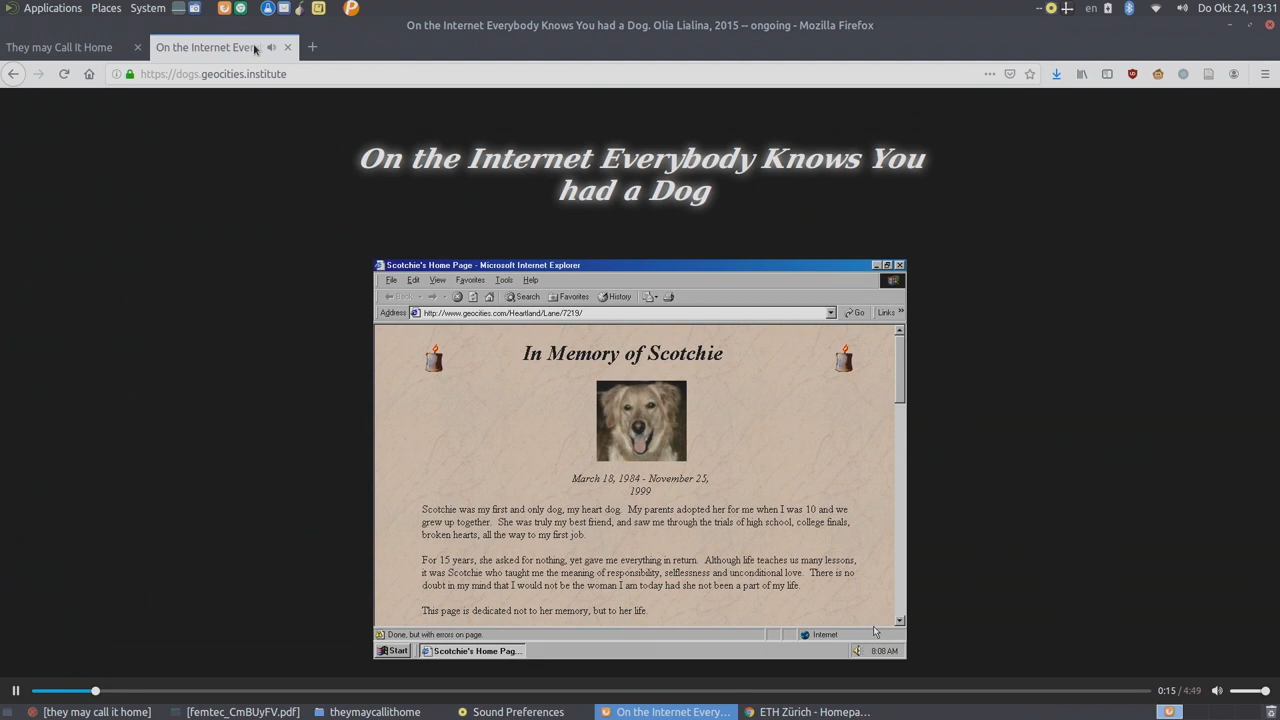 Applications Places System
en
Do Okt 24, 19:31
On the Internet Everybody Knows You had a Dog. Olia Lialina, 2015 -- ongoing - Mozilla Firefox
They may Call It Home
On the Internet Ever
https://dogs.geocities.institute
On the Internet Everybody Knows You
had a Dog
Scotchie's Home Page - Microsoft Internet Explorer
File Edit View Favorites Tools Help
Back Search Favorites History
Address http://www.geocities.com/Heartland/Lane/7219/ Go Links »
In Memory of Scotchie
March 18, 1984 - November 25,
1999
Scotchie was my first and only dog, my heart dog. My parents adopted her for me when I was 10 and we
grew up together. She was truly my best friend, and saw me through the trials of high school, college finals,
broken hearts, all the way to my first job.
For 15 years, she asked for nothing, yet gave me everything in return. Although life teaches us many lessons,
it was Scotchie who taught me the meaning of responsibility, selflessness and unconditional love. There is no
doubt in my mind that I would not be the woman I am today had she not been a part of my life.
This page is dedicated not to her memory, but to her life.
Done, but with errors on page. Internet
Start Scotchie's Home Pag... 8:08 AM
0:15 / 4:49
[they may call it home] [femtec_CmBUyFV.pdf] theymaycallithome Sound Preferences On the Internet Every... ETH Zürich - Homepa...